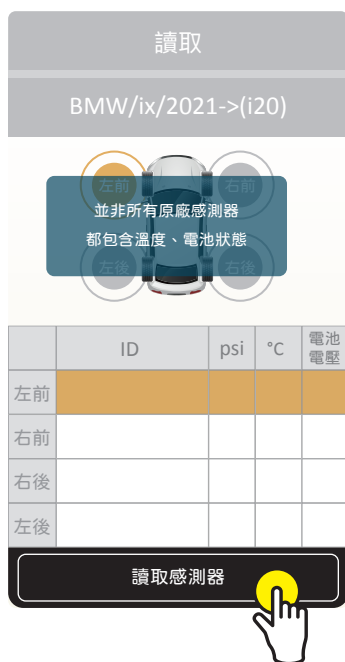 讀取
BMW/ix/2021->(i20)
左前 右前
並非所有原廠感測器
都包含溫度、電池狀態
左後 右後
ID psi °C 電池
電壓
左前
右前
右後
左後
讀取感測器